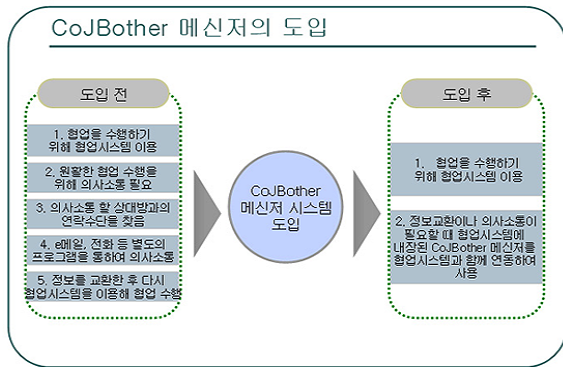 CoJBother 메신저의 도입
도입 전
1. 협업을 수행하기
위해 협업시스템 이용
2. 원활한 협업 수행을
위해 의사소통 필요
3. 의사소통 할 상대방과의
연락수단을 찾음
4. e메일, 전화 등 별도의
프로그램을 통하여 의사소통
5. 정보를 교환한 후 다시
협업시스템을 이용해 협업 수행
CoJBother
메신저 시스템
도입
도입 후
1. 협업을 수행하기
위해 협업시스템 이용
2. 정보교환이나 의사소통이
필요할 때 협업시스템에
내장된 CoJBother 메신저를
협업시스템과 함께 연동하여
사용